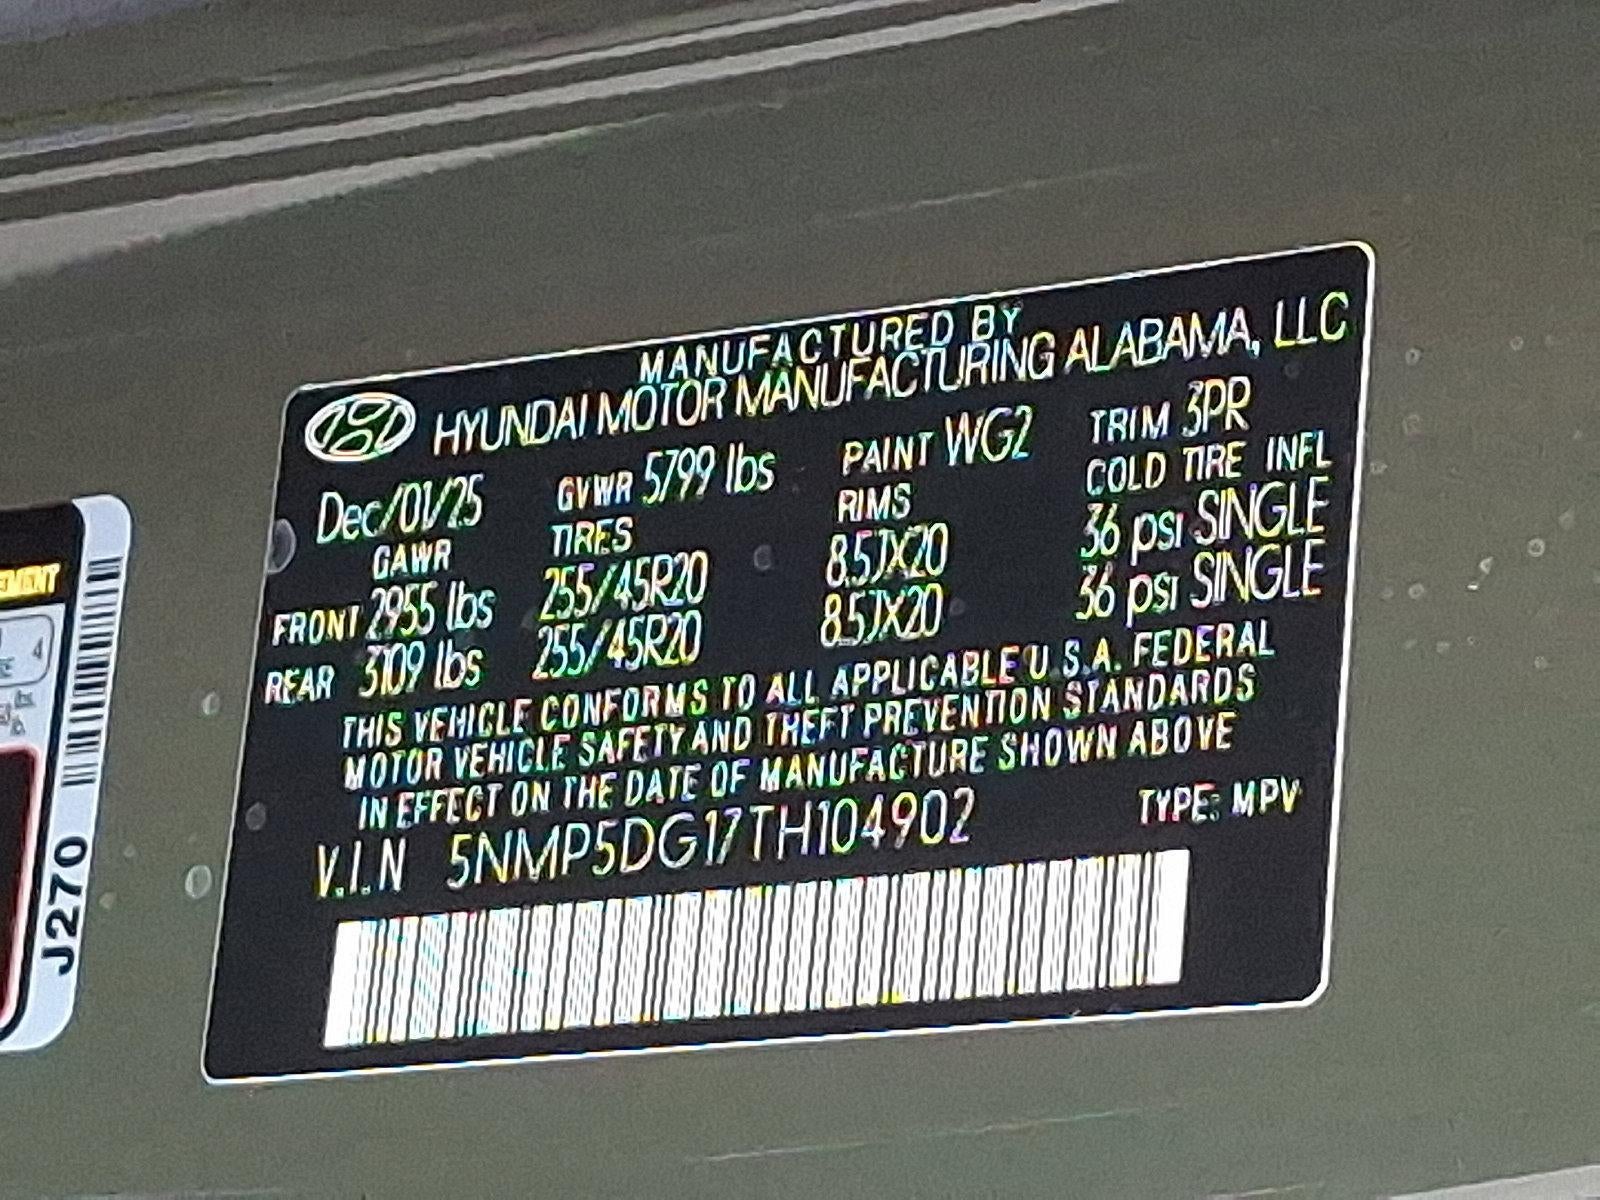 MANUFACTURED BY
HYUNDAI MOTOR MANUFACTURING ALABAMA, LLC
Dec/01/25 GVWR 5799 lbs PAINT WG2 TRIM 3PR
GAWR TIRES RIMS COLD TIRE INFL
FRONT 2955 lbs 255/45R20 8.5JX20 36 psi SINGLE
REAR 3109 lbs 255/45R20 8.5JX20 36 psi SINGLE
THIS VEHICLE CONFORMS TO ALL APPLICABLE U.S.A. FEDERAL
MOTOR VEHICLE SAFETY AND THEFT PREVENTION STANDARDS
IN EFFECT ON THE DATE OF MANUFACTURE SHOWN ABOVE
V.I.N 5NMP5DG17TH104902 TYPE: MPV
4
J270